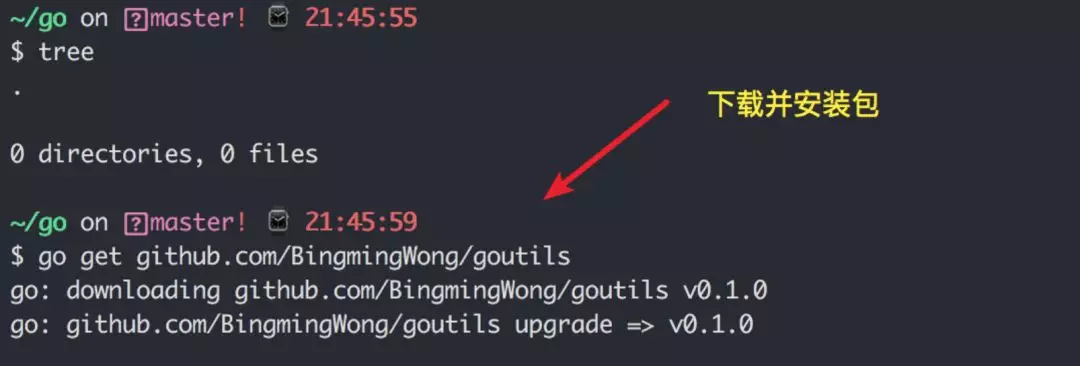 ~/go on ?master! 21:45:55
$ tree
.
下载并安装包
0 directories, 0 files
~/go on ?master! 21:45:59
$ go get github.com/BingmingWong/goutils
go: downloading github.com/BingmingWong/goutils v0.1.0
go: github.com/BingmingWong/goutils upgrade => v0.1.0